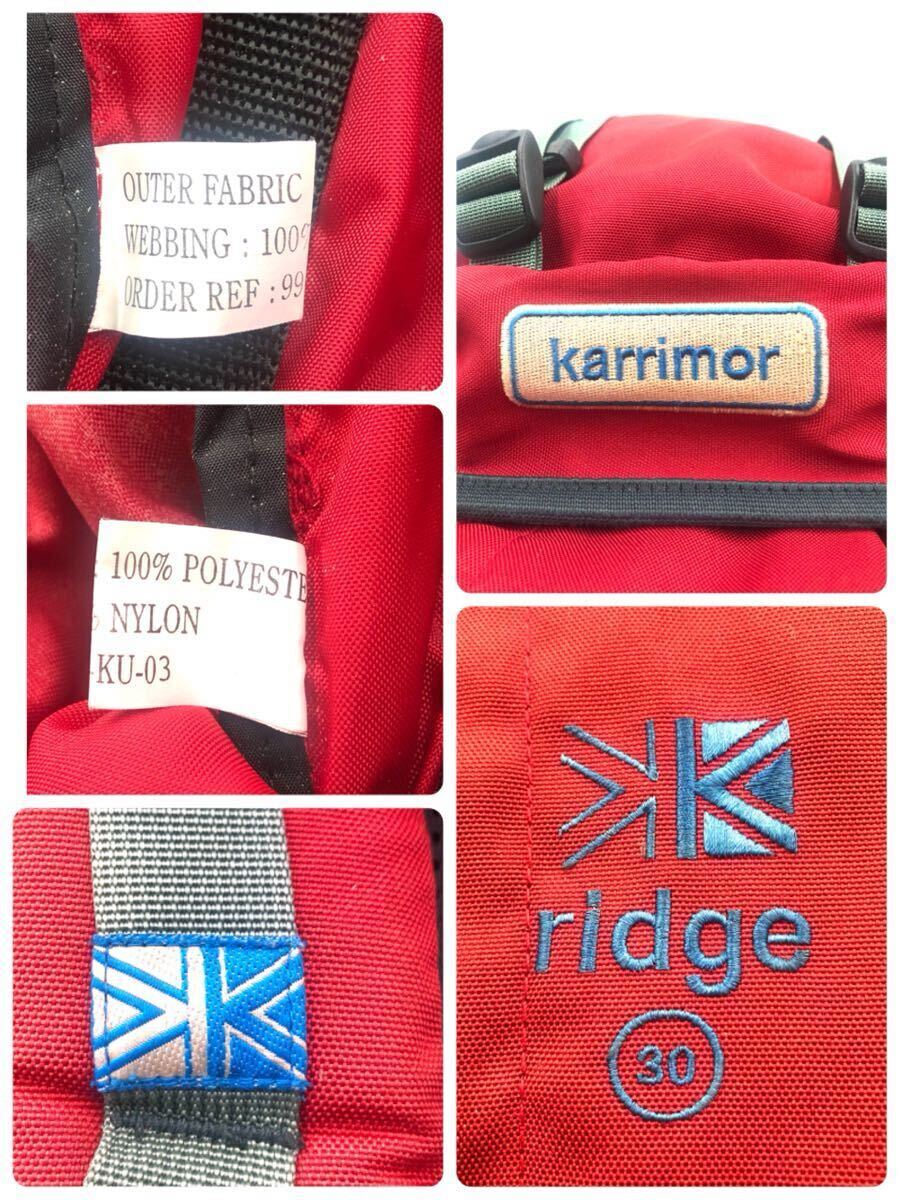 OUTER FABRIC
WEBBING : 100%
ORDER REF : 99
karrimor
: 100% POLYESTE
% NYLON
-KU-03
K
ridge
30